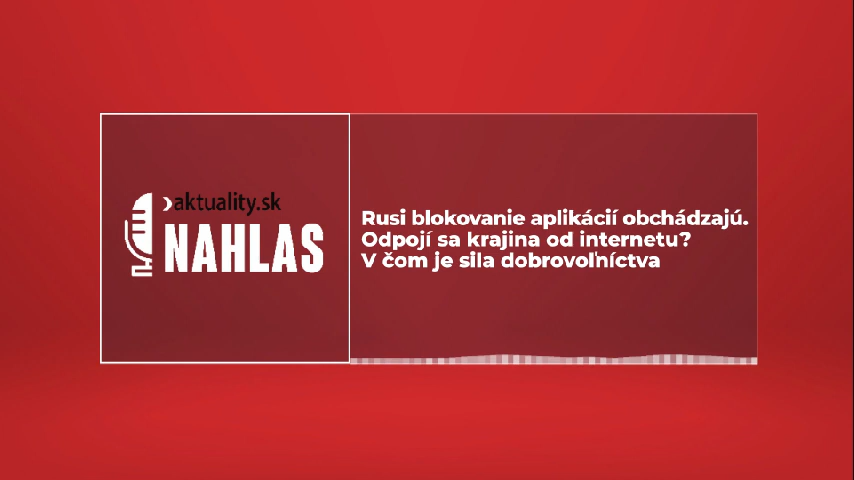 aktuality.sk
NAHLAS
Rusi blokovanie aplikácií obchádzajú.
Odpojí sa krajina od internetu?
V čom je sila dobrovoľníctva